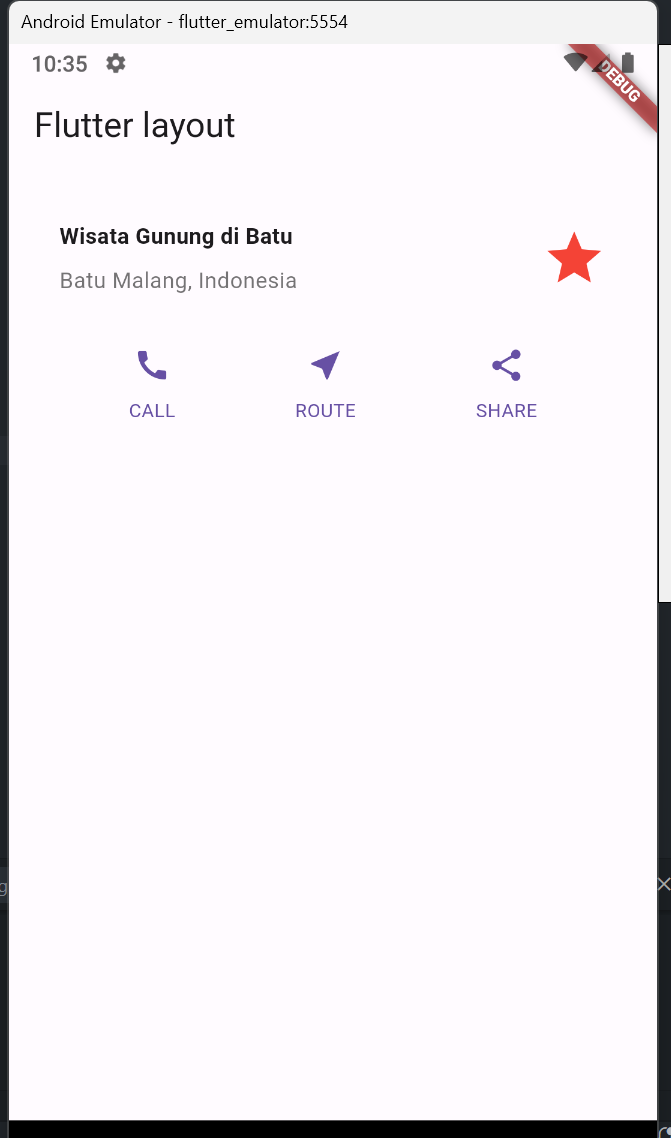 Android Emulator - flutter_emulator:5554
10:35
DEBUG
Flutter layout
Wisata Gunung di Batu
Batu Malang, Indonesia
CALL ROUTE SHARE